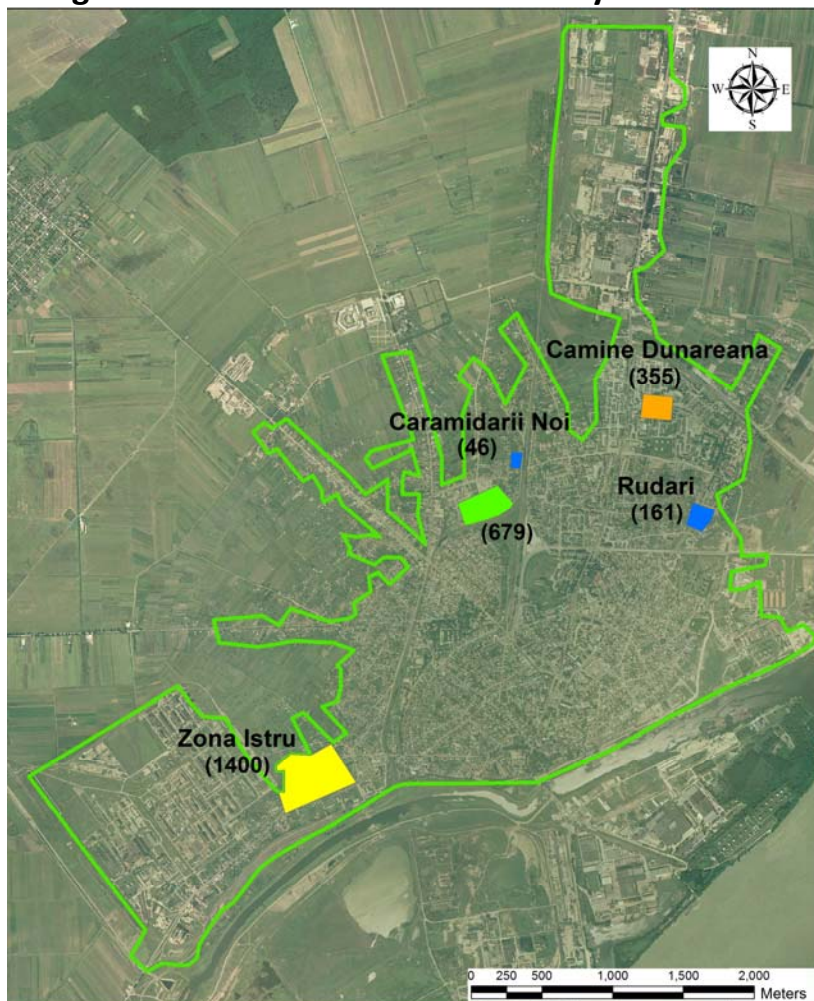 N
W E
S
Camine Dunareana
(355)
Caramidarii Noi
(46)
Rudari
(161)
(679)
Zona Istru
(1400)
0 250 500 1,000 1,500 2,000
Meters